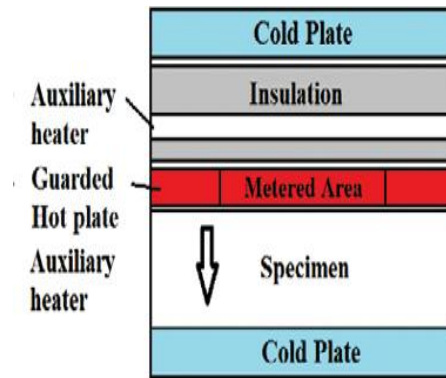 Cold Plate
Insulation
Auxiliary
heater
Guarded
Hot plate
Metered Area
Auxiliary
heater
Specimen
Cold Plate